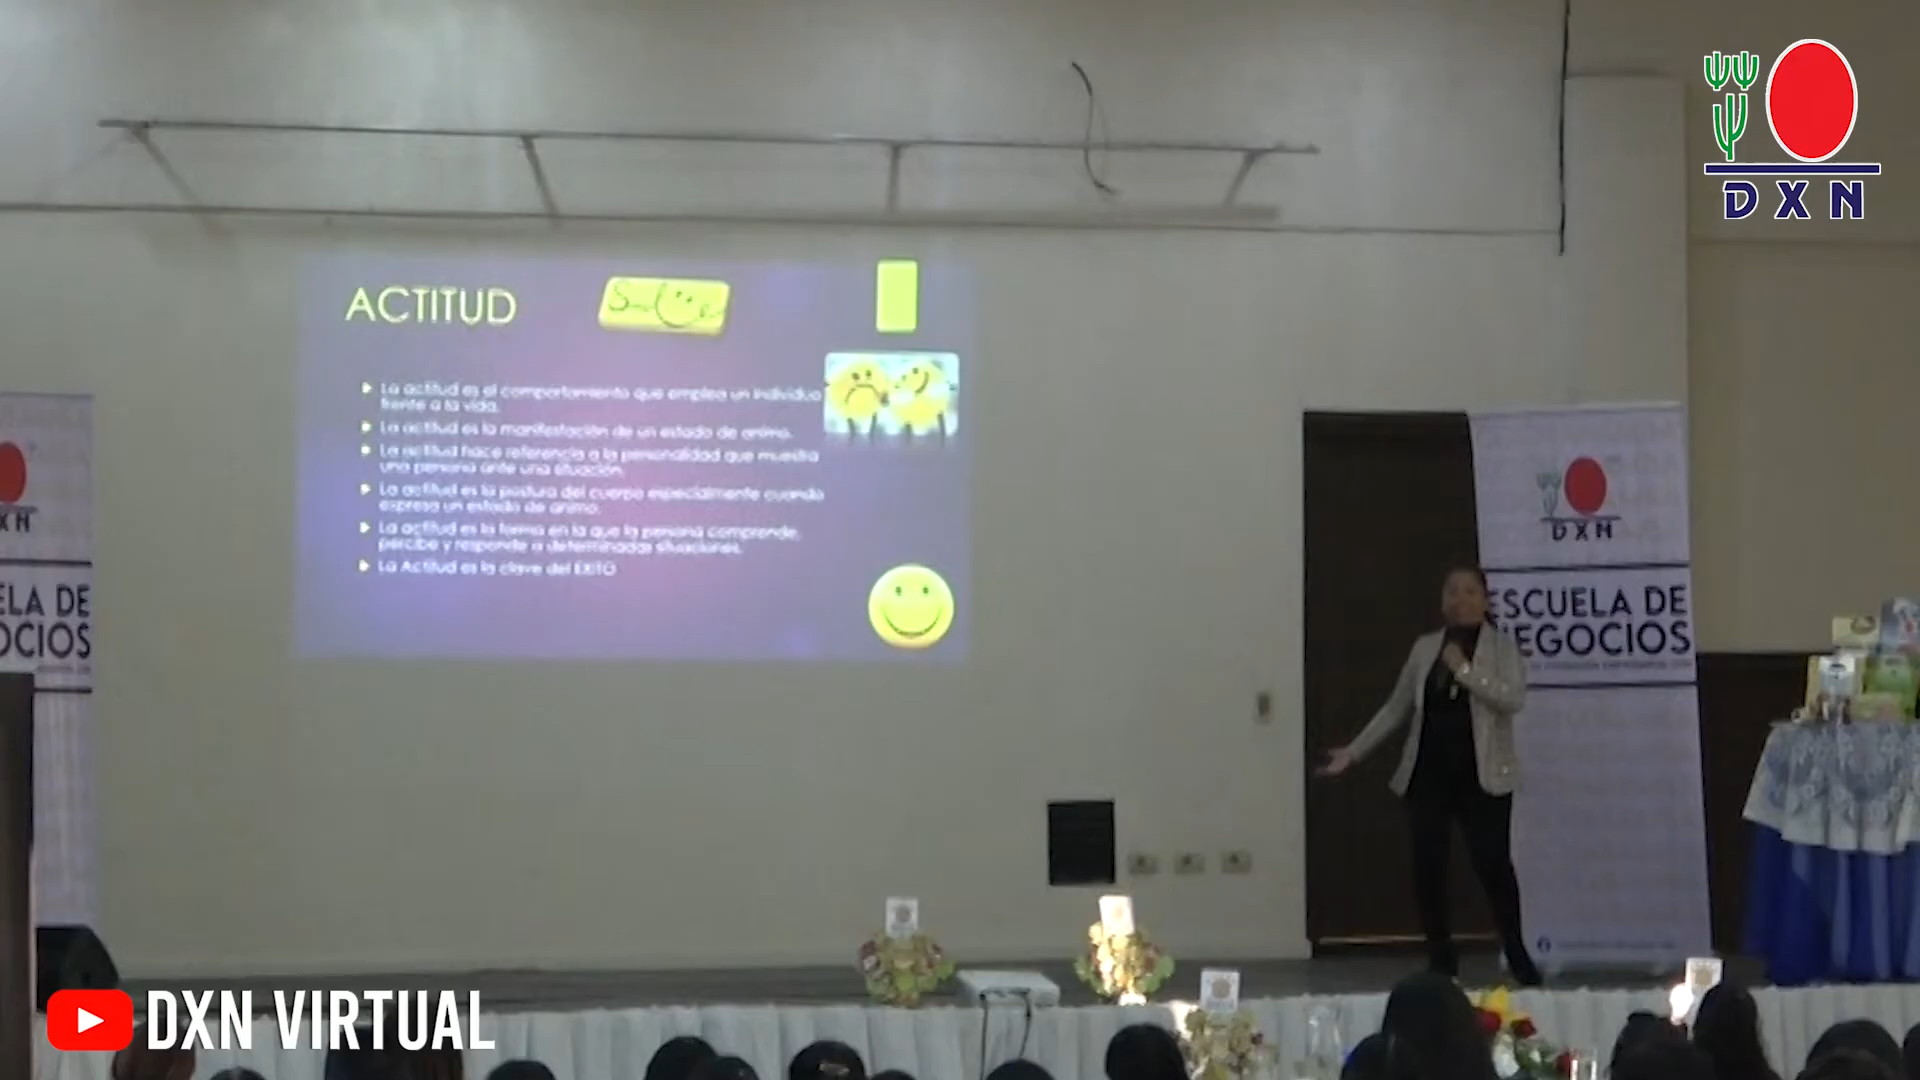 DXN
ACTITUD
Smile
La actitud es el comportamiento que emplea un individuo
frente a la vida.
La actitud es la manifestación de un estado de animo.
La actitud hace referencia a la personalidad que muestra
una persona ante una situación.
La actitud es la postura del cuerpo especialmente cuando
expresa un estado de animo.
La actitud es la forma en la que la persona comprende,
percibe y responde a determinadas situaciones.
La Actitud es la clave del EXITO
XN
ELA DE
OCIOS
DXN
ESCUELA DE
NEGOCIOS
DXN VIRTUAL